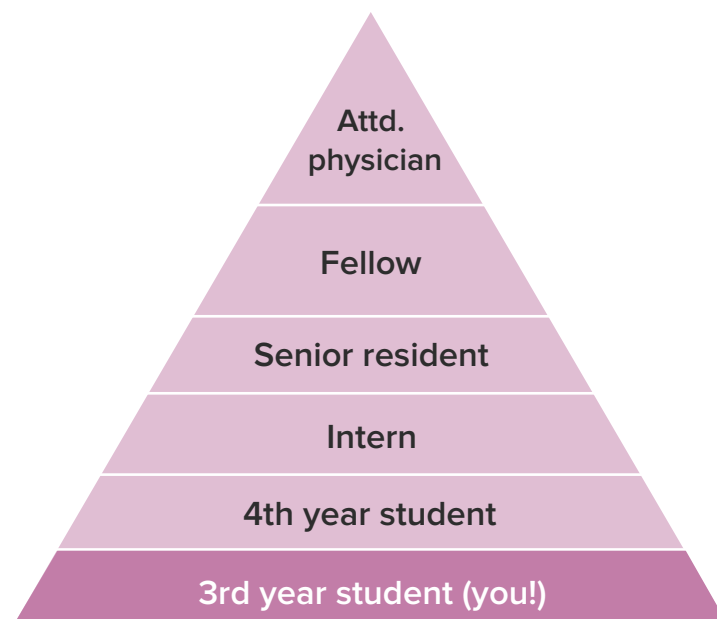 Attd.
physician
Fellow
Senior resident
Intern
4th year student
3rd year student (you!)